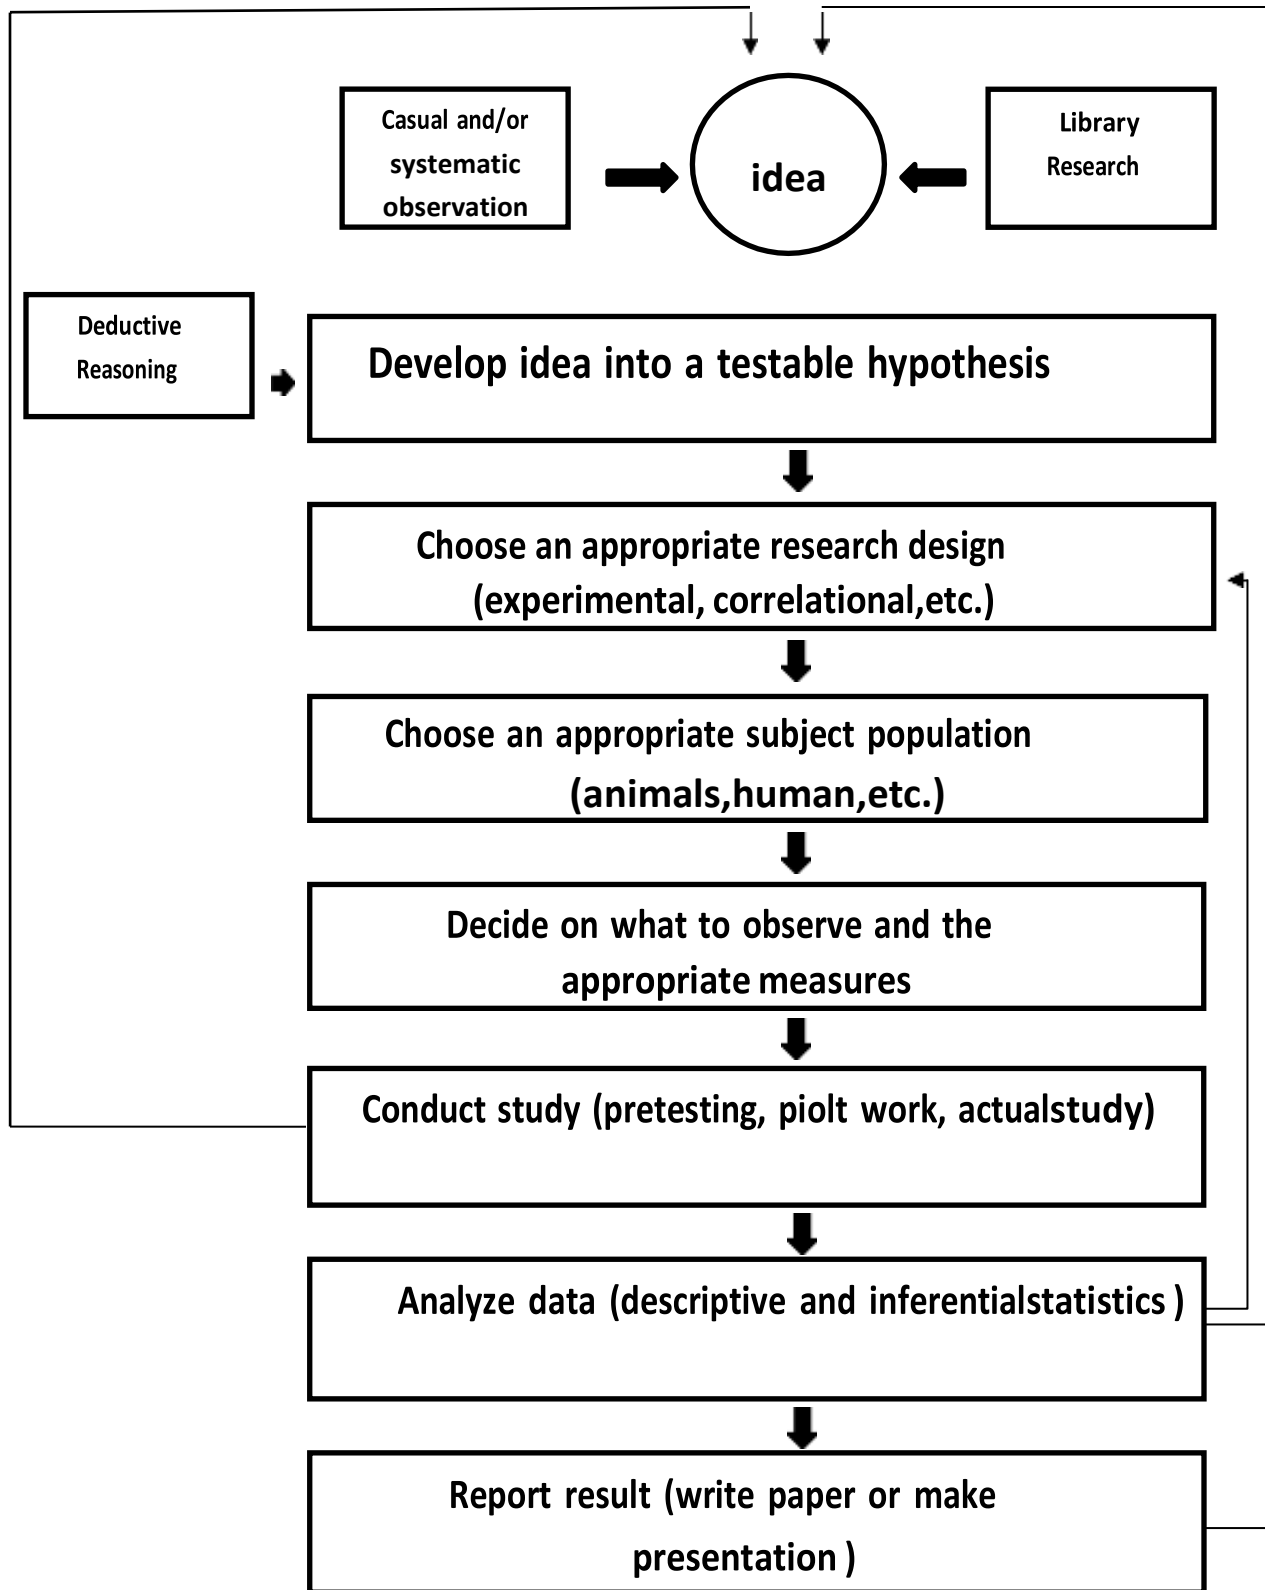 Casual and/or
systematic
observation
idea
Library
Research
Deductive
Reasoning
Develop idea into a testable hypothesis
Choose an appropriate research design
(experimental, correlational,etc.)
Choose an appropriate subject population
(animals,human,etc.)
Decide on what to observe and the
appropriate measures
Conduct study (pretesting, piolt work, actualstudy)
Analyze data (descriptive and inferentialstatistics )
Report result (write paper or make
presentation )